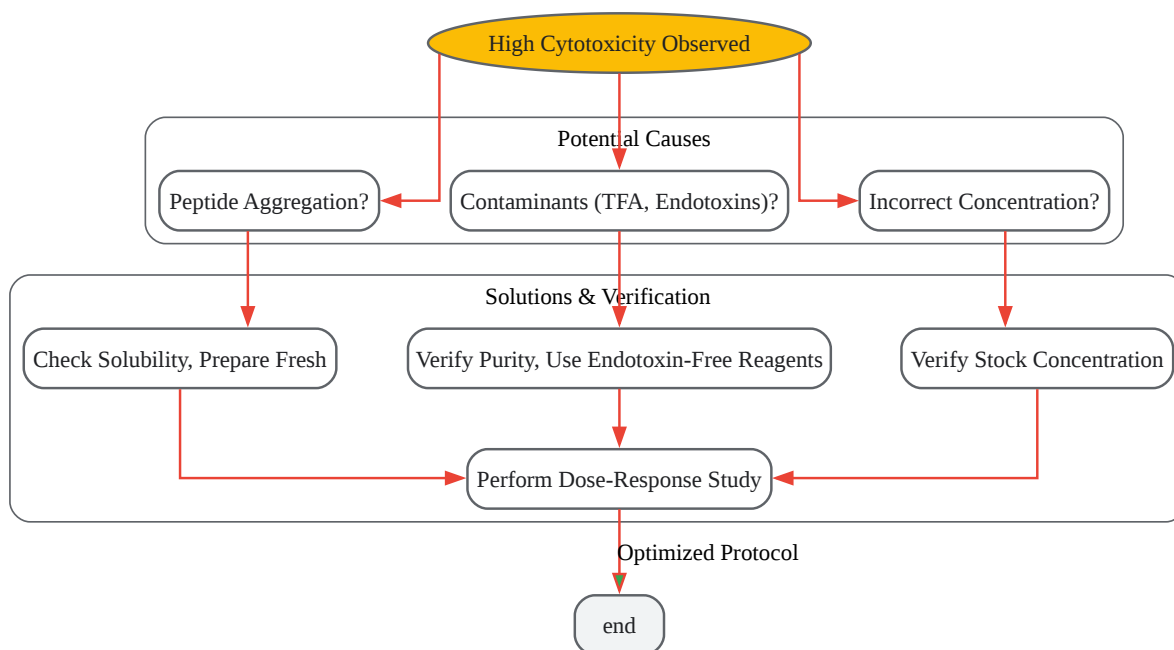 High Cytotoxicity Observed
Potential Causes
Peptide Aggregation?
Contaminants (TFA, Endotoxins)?
Incorrect Concentration?
Solutions & Verification
Check Solubility, Prepare Fresh
Verify Purity, Use Endotoxin-Free Reagents
Verify Stock Concentration
Perform Dose-Response Study
Optimized Protocol
end